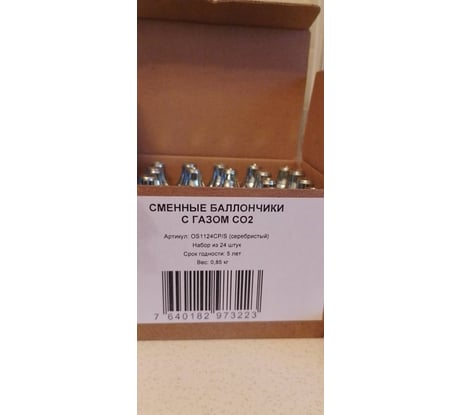 СМЕННЫЕ БАЛЛОНЧИКИ
С ГАЗОМ CO2
Артикул: OS1124CP/S (серебристый)
Набор из 24 штук
Срок годности: 5 лет
Вес: 0,85 кг
7 640182 973223